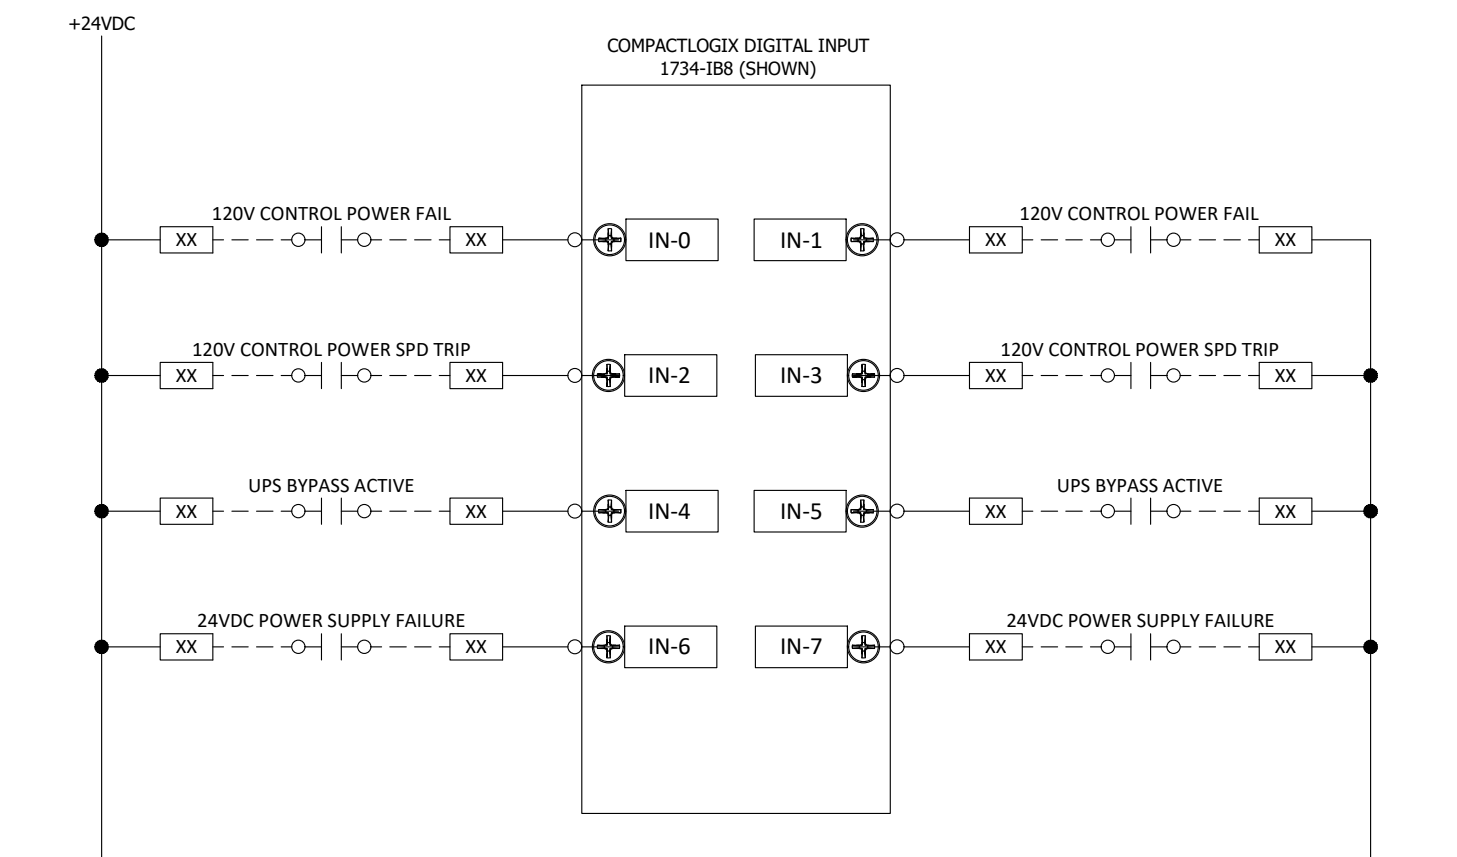 +24VDC
COMPACTLOGIX DIGITAL INPUT
1734-IB8 (SHOWN)
120V CONTROL POWER FAIL
120V CONTROL POWER FAIL
XX XX IN-0 IN-1 XX XX
120V CONTROL POWER SPD TRIP
120V CONTROL POWER SPD TRIP
XX XX IN-2 IN-3 XX XX
UPS BYPASS ACTIVE
UPS BYPASS ACTIVE
XX XX IN-4 IN-5 XX XX
24VDC POWER SUPPLY FAILURE
24VDC POWER SUPPLY FAILURE
XX XX IN-6 IN-7 XX XX